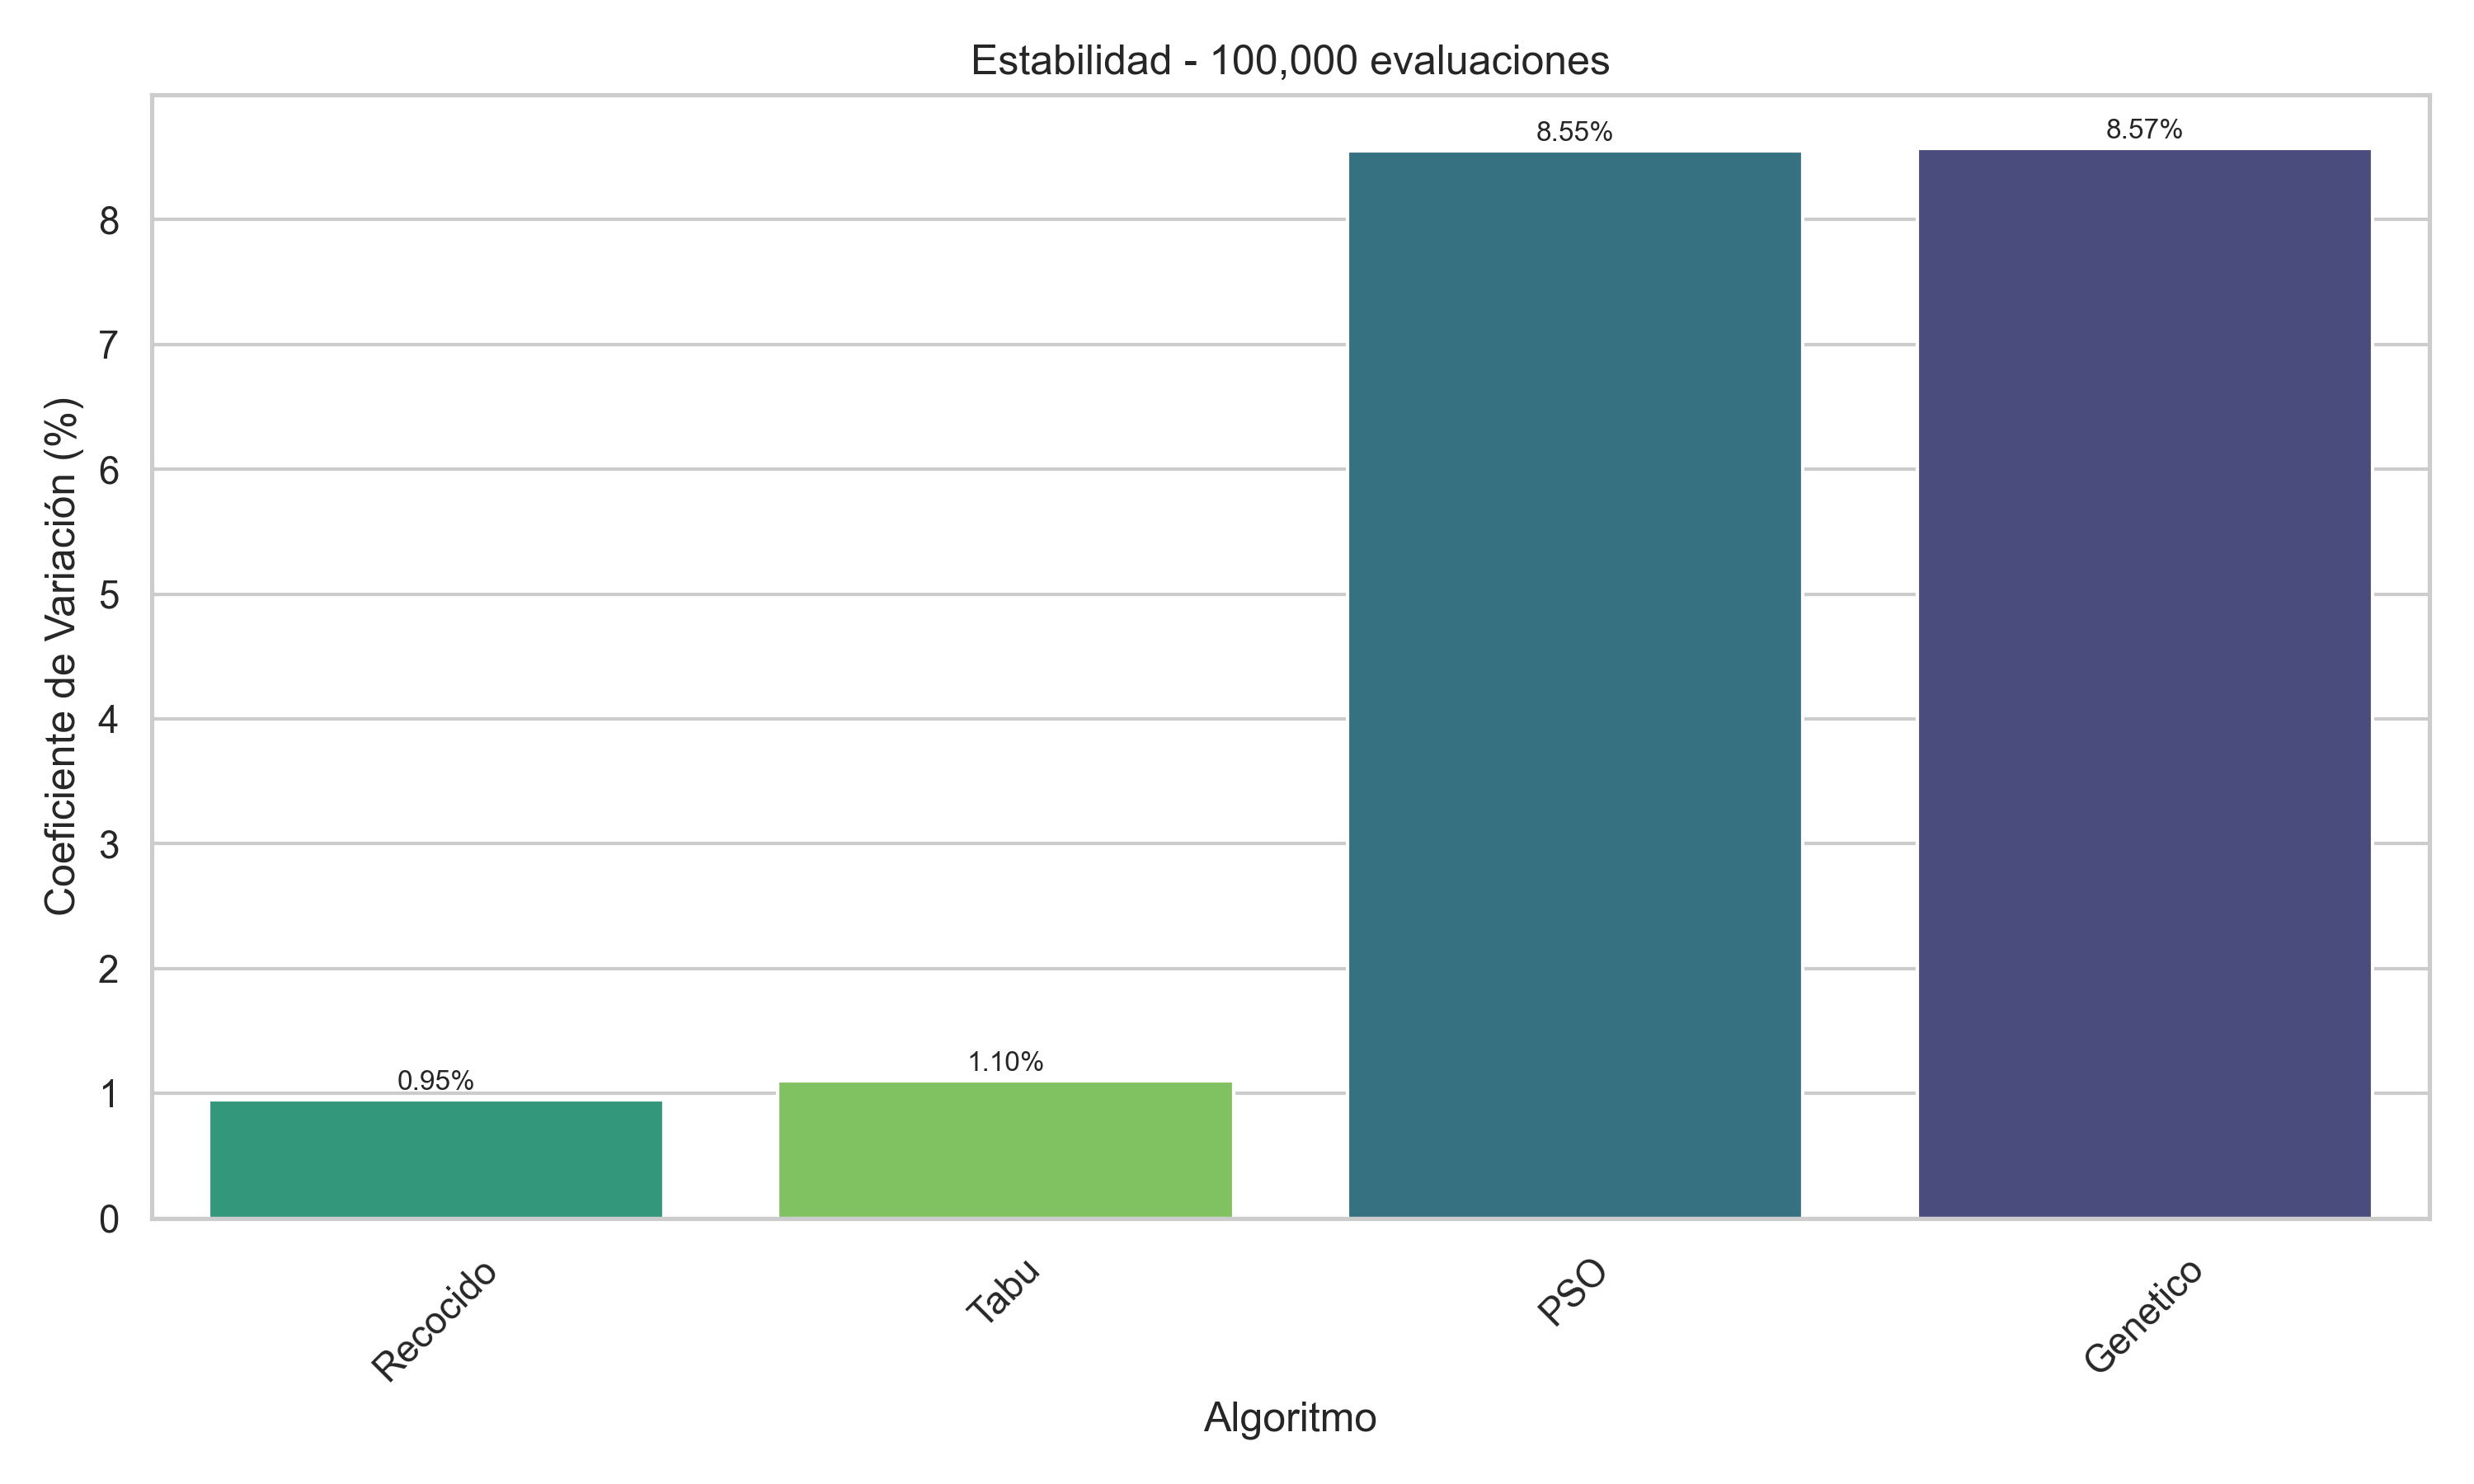 Estabilidad - 100,000 evaluaciones
Coeficiente de Variación (%)
8
7
6
5
4
3
2
1
0
0.95%
1.10%
8.55%
8.57%
Recocido
Tabu
PSO
Genetico
Algoritmo